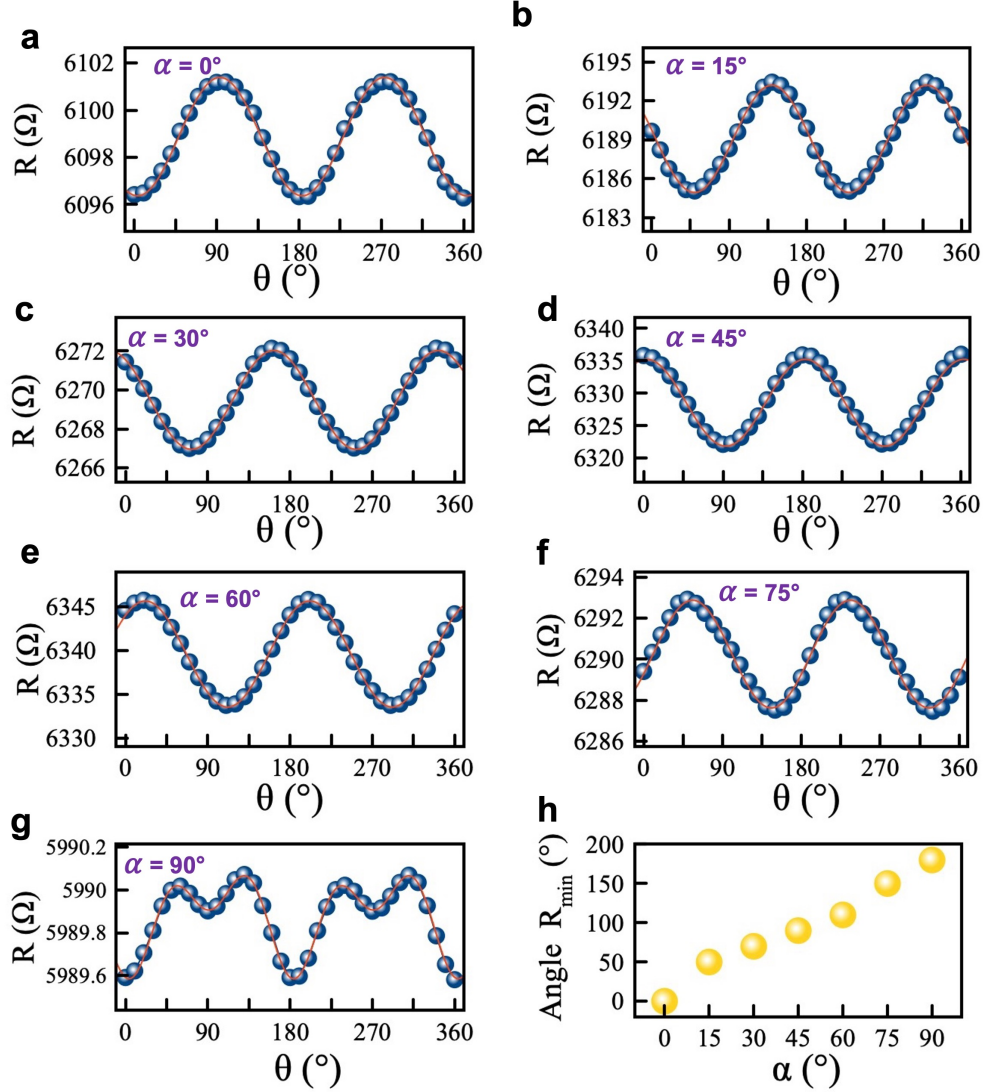 a
α = 0°
R (Ω)
6102
6100
6098
6096
0 90 180 270 360
θ (°)
b
α = 15°
R (Ω)
6195
6192
6189
6186
6183
0 90 180 270 360
θ (°)
c
α = 30°
R (Ω)
6272
6270
6268
6266
0 90 180 270 360
θ (°)
d
α = 45°
R (Ω)
6340
6335
6330
6325
6320
0 90 180 270 360
θ (°)
e
α = 60°
R (Ω)
6345
6340
6335
6330
0 90 180 270 360
θ (°)
f
α = 75°
R (Ω)
6294
6292
6290
6288
6286
0 90 180 270 360
θ (°)
g
α = 90°
R (Ω)
5990.2
5990
5989.8
5989.6
0 90 180 270 360
θ (°)
h
Angle Rmin (°)
200
150
100
50
0
0 15 30 45 60 75 90
α (°)